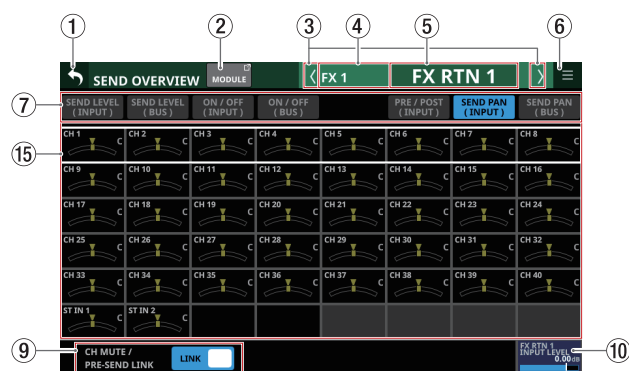 1 2 3 4 5 6
SEND OVERVIEW MODULE FX 1 FX RTN 1
7
SEND LEVEL (INPUT) SEND LEVEL (BUS) ON / OFF (INPUT) ON / OFF (BUS) PRE / POST (INPUT) SEND PAN (INPUT) SEND PAN (BUS)
15
CH 1 C CH 2 C CH 3 C CH 4 C CH 5 C CH 6 C CH 7 C CH 8 C
CH 9 C CH 10 C CH 11 C CH 12 C CH 13 C CH 14 C CH 15 C CH 16 C
CH 17 C CH 18 C CH 19 C CH 20 C CH 21 C CH 22 C CH 23 C CH 24 C
CH 25 C CH 26 C CH 27 C CH 28 C CH 29 C CH 30 C CH 31 C CH 32 C
CH 33 C CH 34 C CH 35 C CH 36 C CH 37 C CH 38 C CH 39 C CH 40 C
ST IN 1 C ST IN 2 C
9
CH MUTE /
PRE-SEND LINK
LINK
FX RTN 1
INPUT LEVEL
0.00 dB
10